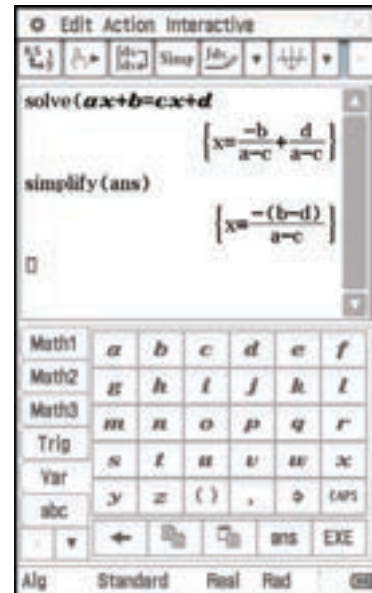 Edit Action Interactive
Simp
solve(ax+b=cx+d
{x=-b/(a-c)+d/(a-c)}
simplify(ans)
{x=-(b-d)/(a-c)}
Math1 a b c d e f
Math2 g h i j k l
Math3 m n o p q r
Trig s t u v w x
Var y z ( ) , ⇒ CAPS
abc
▼ ← ans EXE
Alg Standard Real Rad